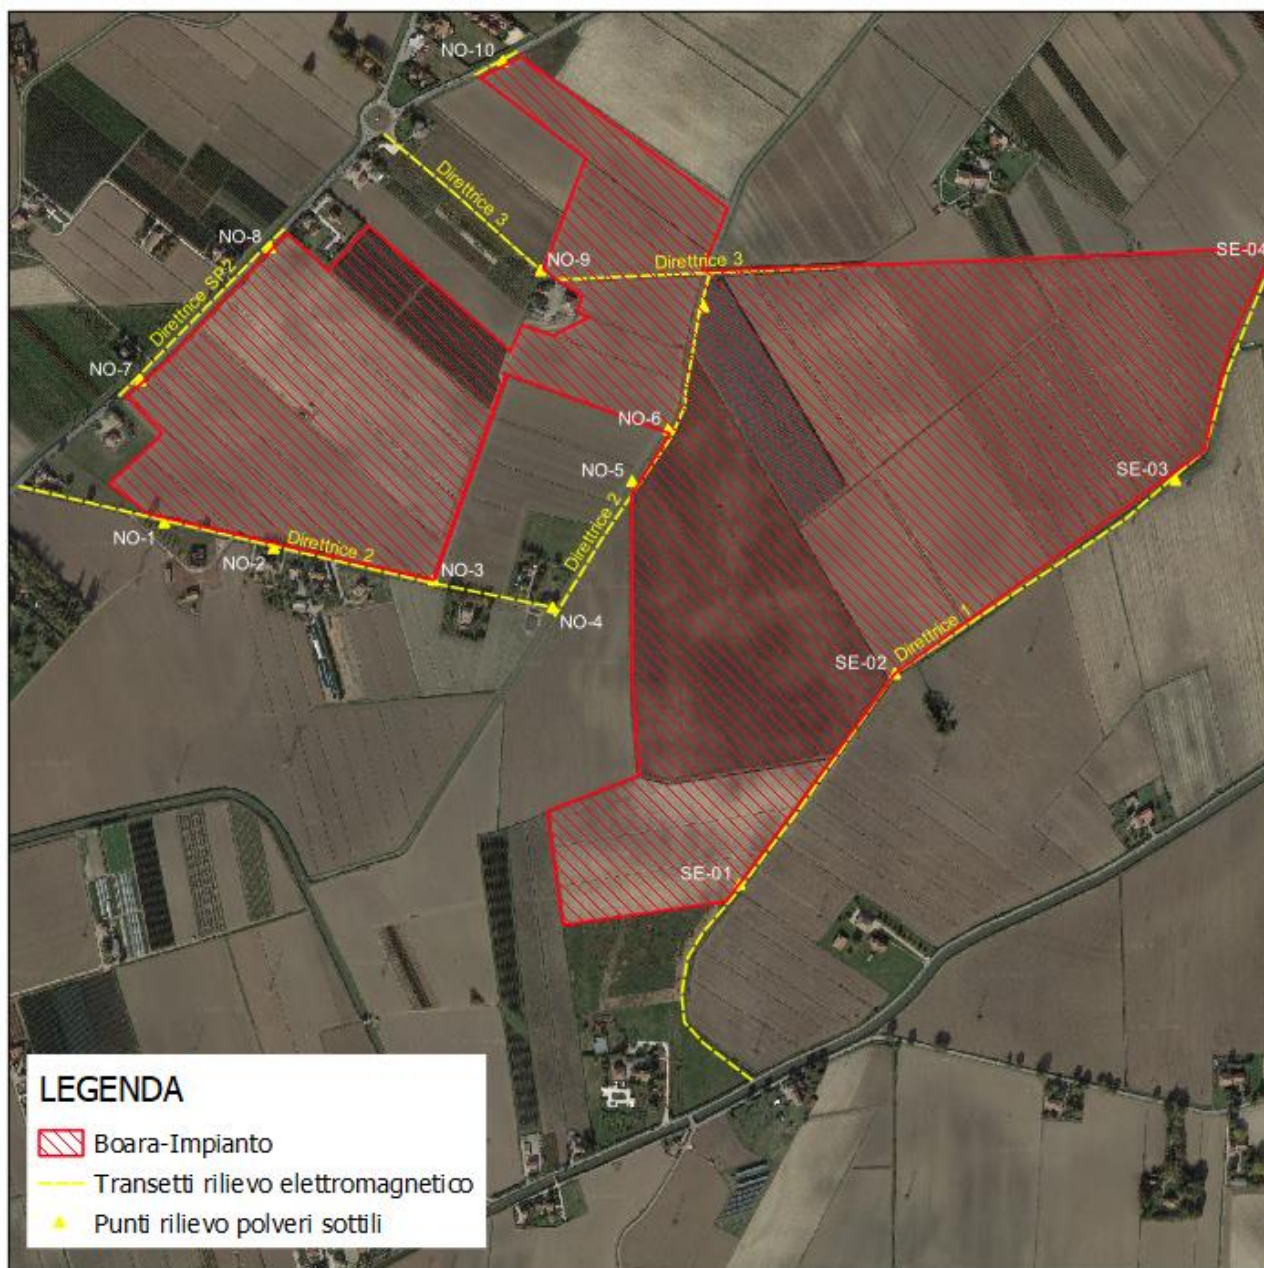 NO-10
Direttrice 3
NO-8
NO-9
Direttrice 3
SE-04
Direttrice SP2
NO-7
NO-6
NO-5
SE-03
Direttrice 2
NO-1
NO-2
Direttrice 2
NO-3
NO-4
Direttrice 1
SE-02
SE-01
LEGENDA
Boara-Impianto
Transetti rilievo elettromagnetico
Punti rilievo polveri sottili